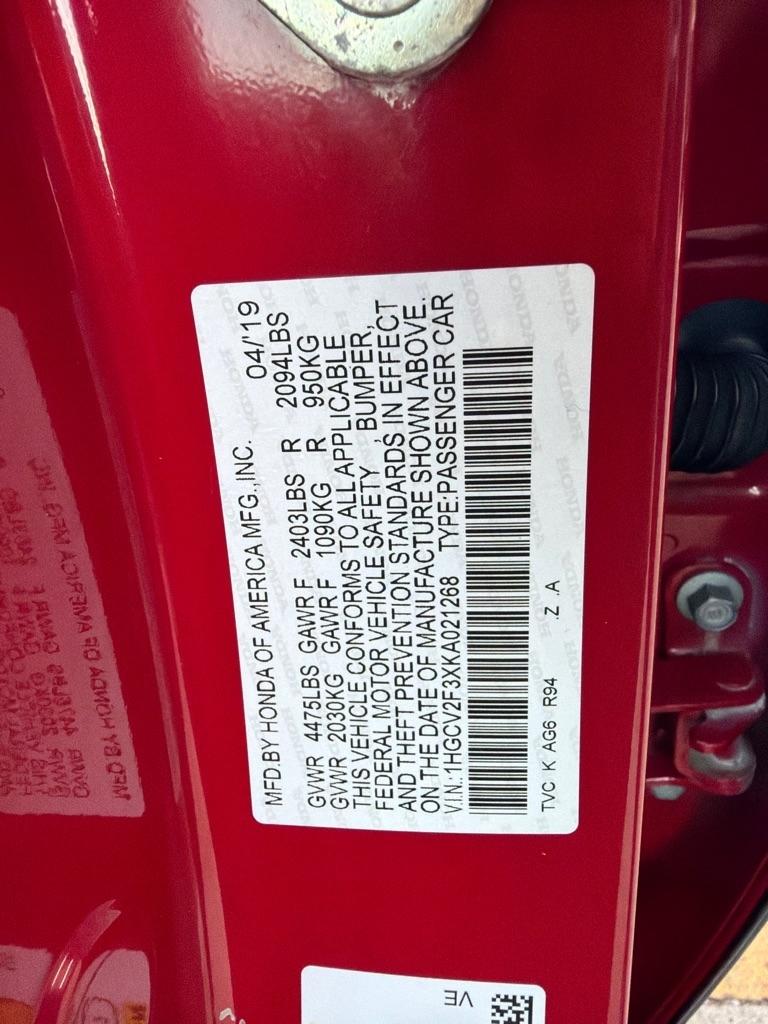 MFD.BY HONDA OF AMERICA MFG.,INC. 04/'19
GVWR 4475LBS GAWR F 2403LBS R 2094LBS
GVWR 2030KG GAWR F 1090KG R 950KG
THIS VEHICLE CONFORMS TO ALL APPLICABLE
FEDERAL MOTOR VEHICLE SAFETY , BUMPER,
AND THEFT PREVENTION STANDARDS IN EFFECT
ON THE DATE OF MANUFACTURE SHOWN ABOVE.
V.I.N.: 1HGCV2F3XKA021268 TYPE:PASSENGER CAR
TVC K AG6 R94 .Z .A
VE